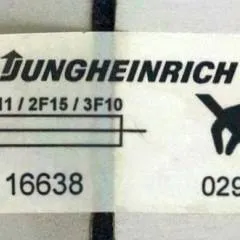 JUNGHEINRICH
11 / 2F15 / 3F10
16638 029